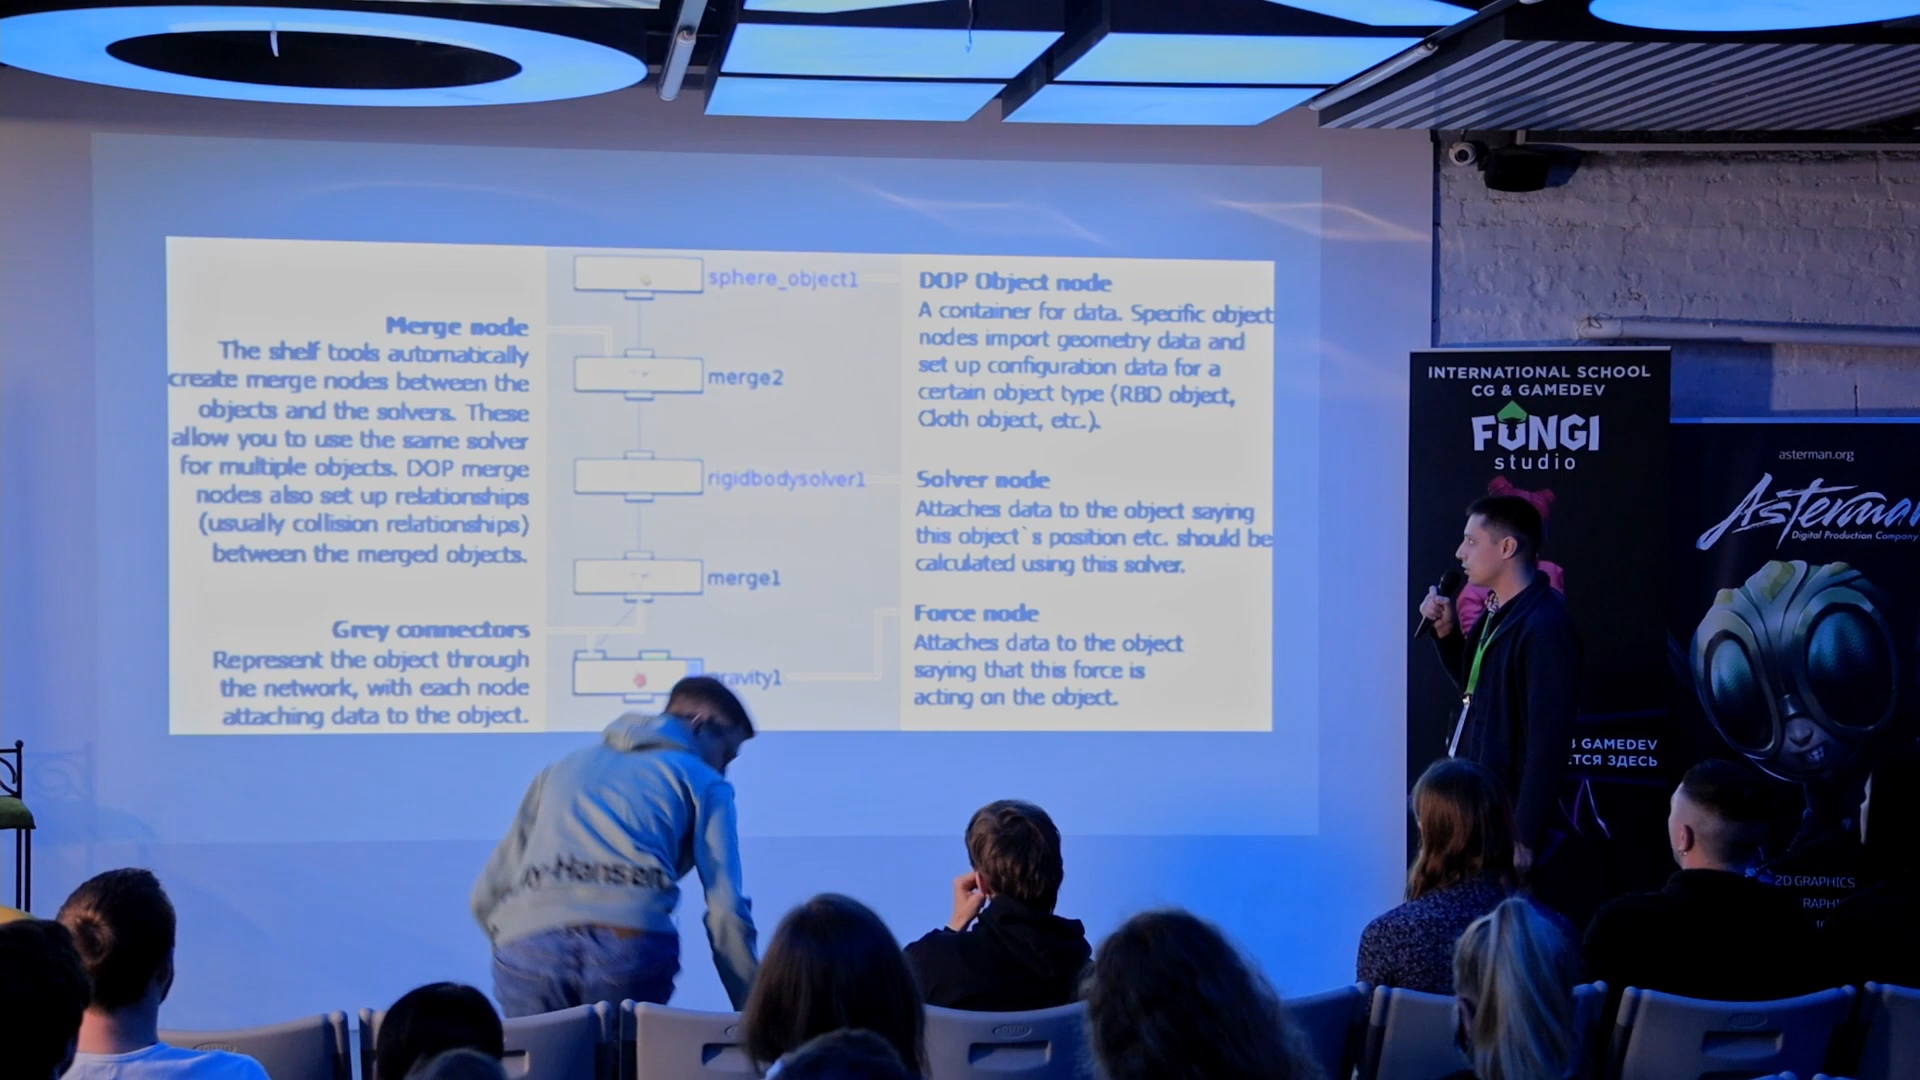 Merge node
The shelf tools automatically
create merge nodes between the
objects and the solvers. These
allow you to use the same solver
for multiple objects. DOP merge
nodes also set up relationships
(usually collision relationships)
between the merged objects.
Grey connectors
Represent the object through
the network, with each node
attaching data to the object.
sphere_object1
merge2
rigidbodysolver1
merge1
ravity1
DOP Object node
A container for data. Specific object
nodes import geometry data and
set up configuration data for a
certain object type (RBD object,
Cloth object, etc.).
Solver node
Attaches data to the object saying
this object`s position etc. should be
calculated using this solver.
Force node
Attaches data to the object
saying that this force is
acting on the object.
INTERNATIONAL SCHOOL
CG & GAMEDEV
FUNGI
studio
GAMEDEV
ЗДЕСЬ
asterman.org
Asterman
Digital Production Company
2D GRAPHICS
y-Hansen